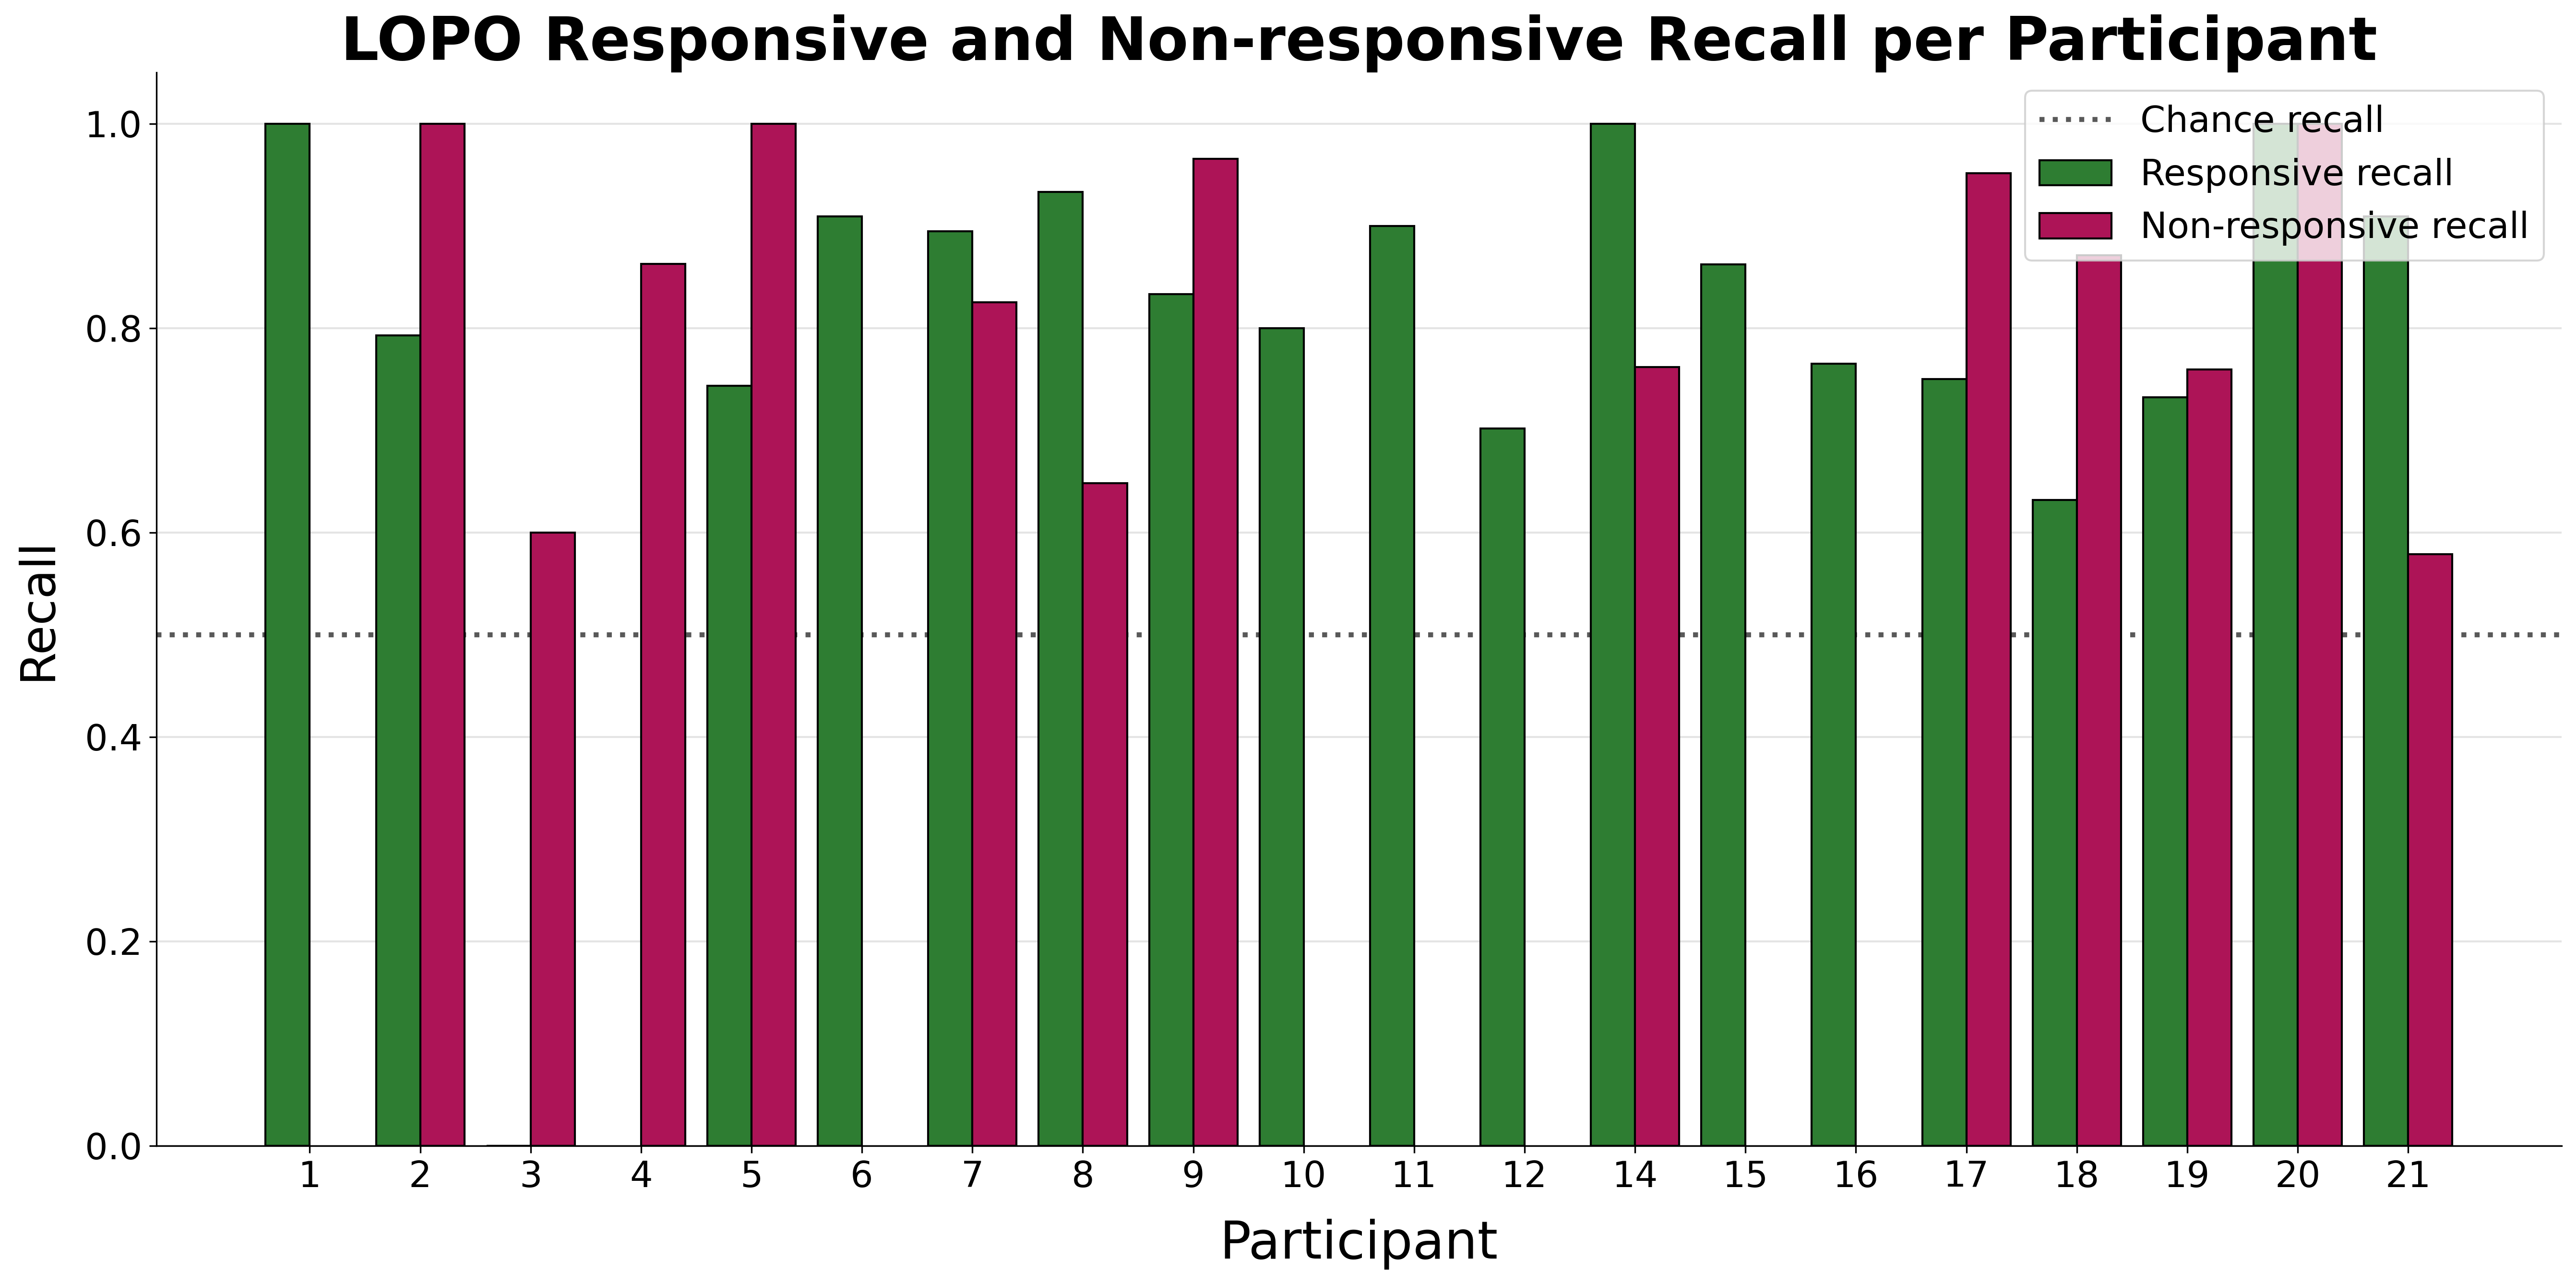 LOPO Responsive and Non-responsive Recall per Participant
Chance recall
Responsive recall
Non-responsive recall
1.0
0.8
0.6
0.4
0.2
0.0
Recall
1 2 3 4 5 6 7 8 9 10 11 12 14 15 16 17 18 19 20 21
Participant